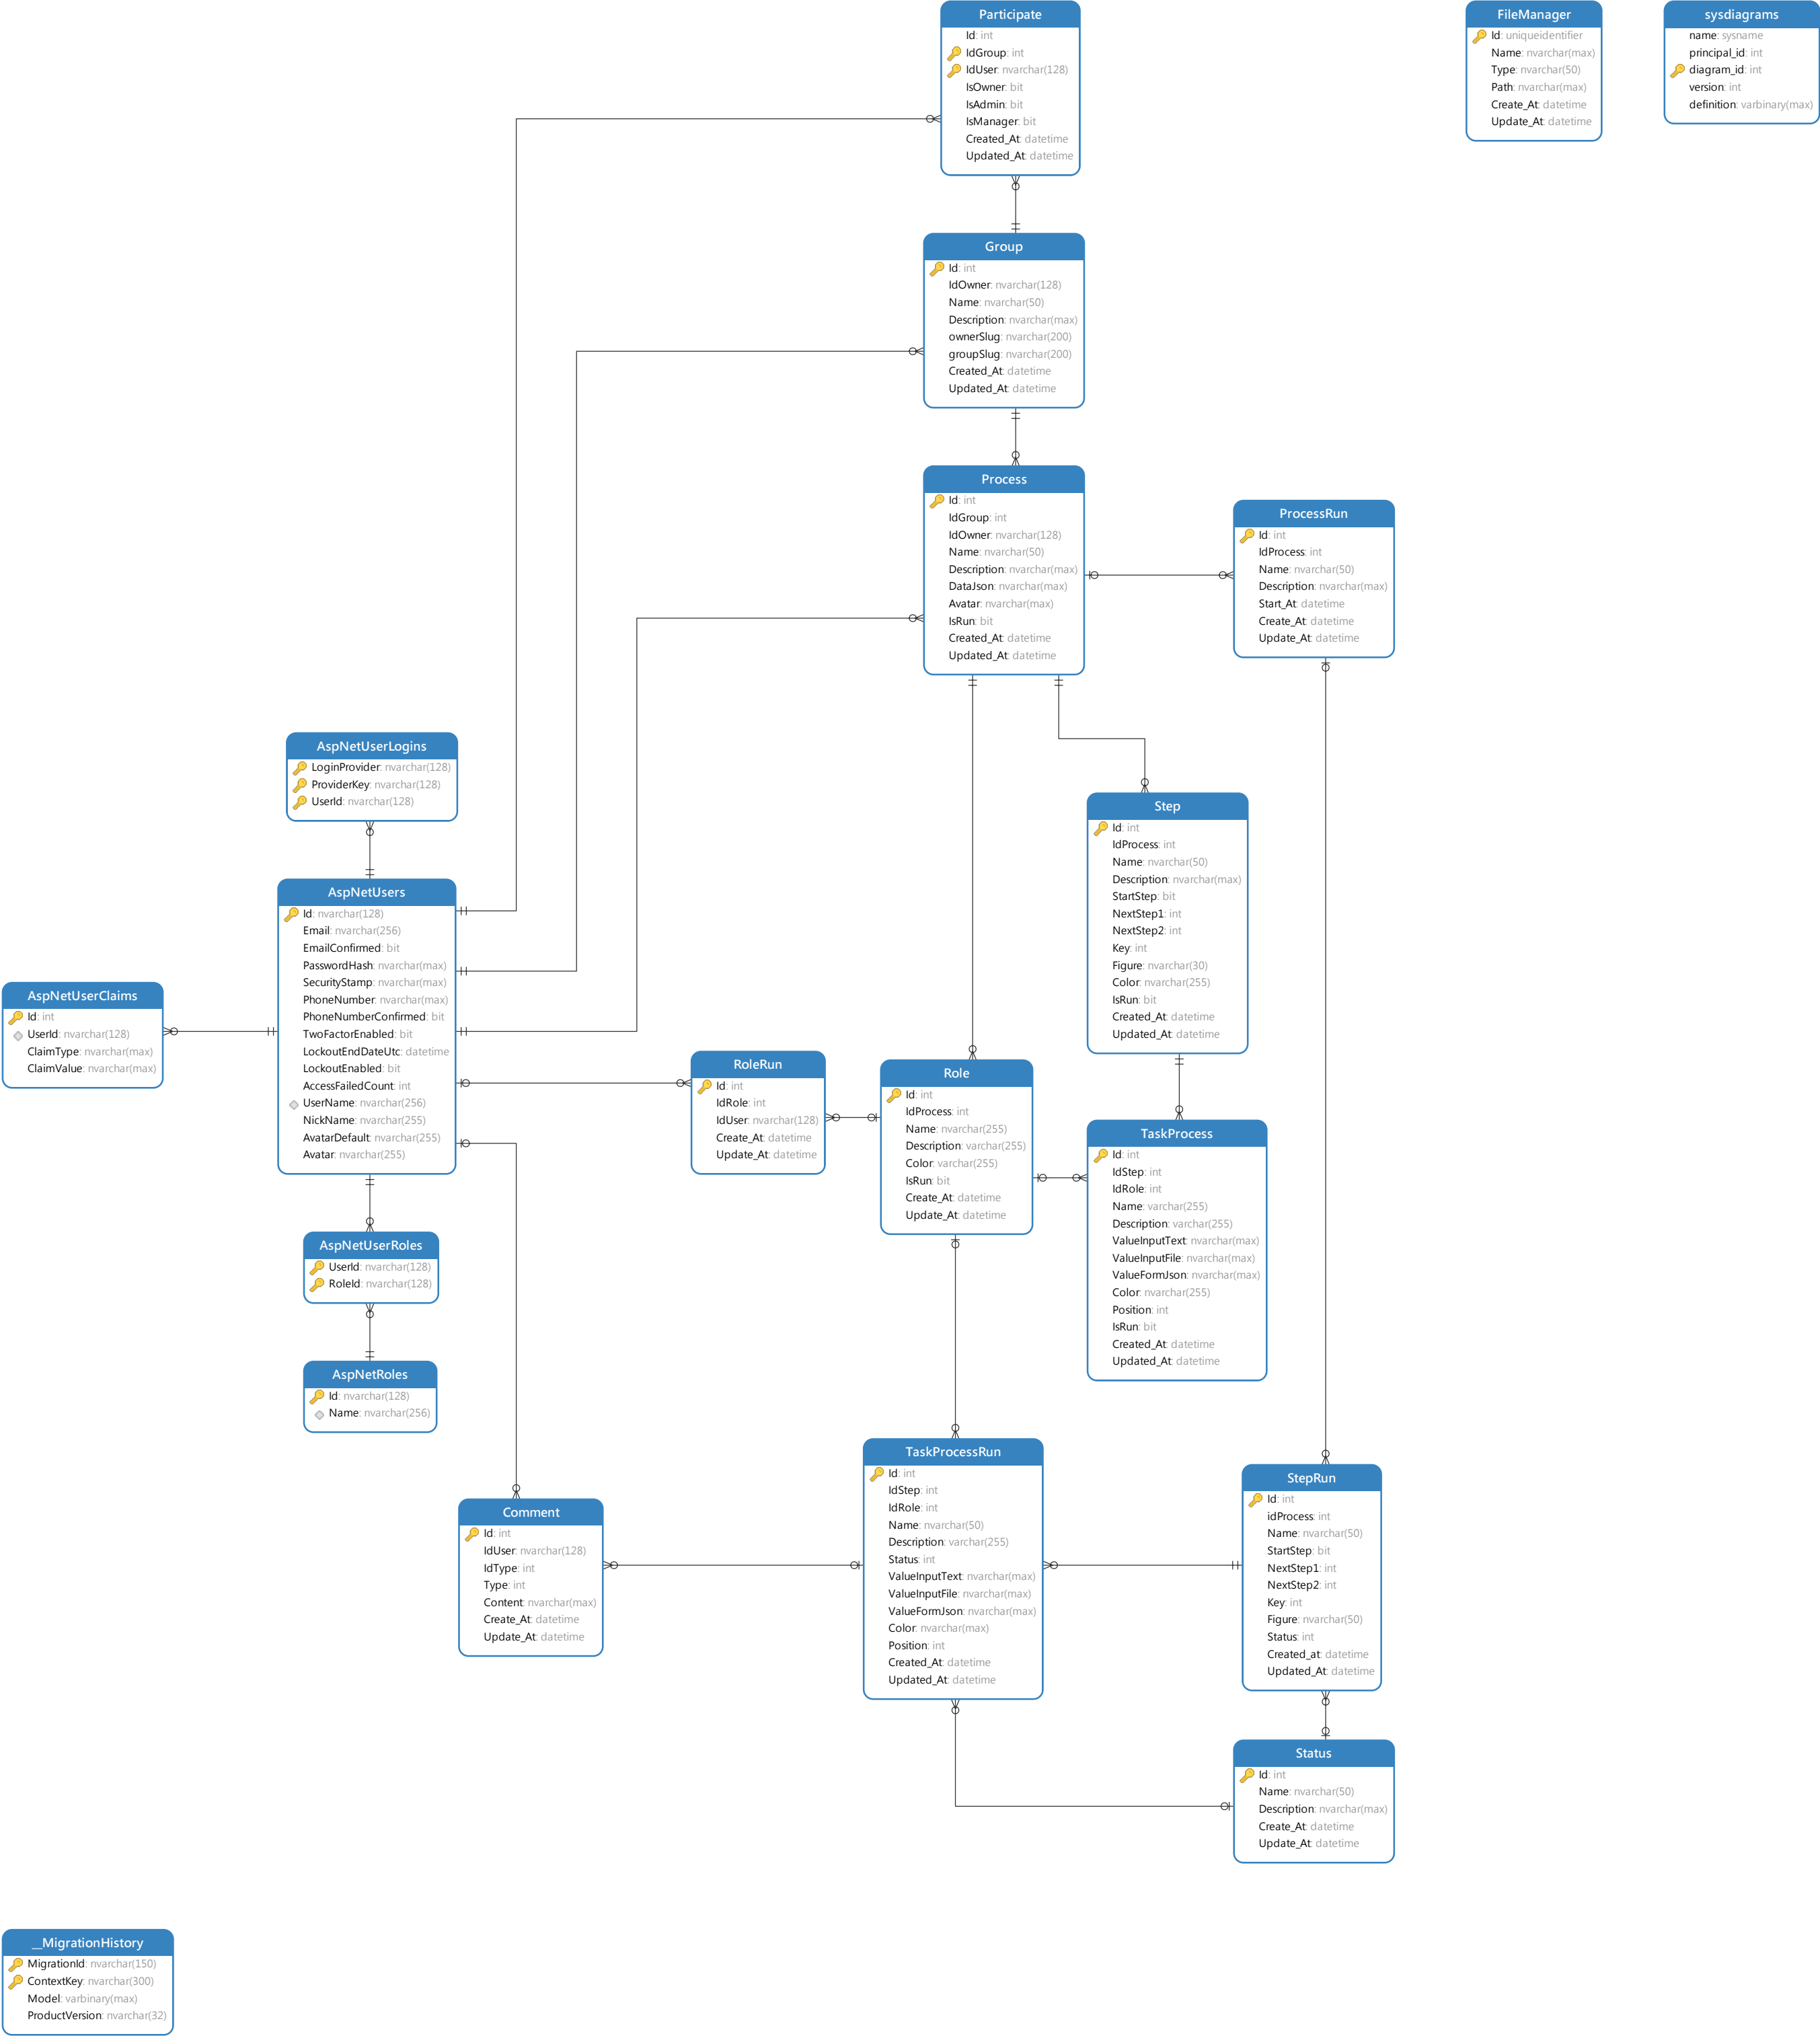 Participate
Id: int
IdGroup: int
IdUser: nvarchar(128)
IsOwner: bit
IsAdmin: bit
IsManager: bit
Created_At: datetime
Updated_At: datetime
FileManager
Id: uniqueidentifier
Name: nvarchar(max)
Type: nvarchar(50)
Path: nvarchar(max)
Create_At: datetime
Update_At: datetime
sysdiagrams
name: sysname
principal_id: int
diagram_id: int
version: int
definition: varbinary(max)
Group
Id: int
IdOwner: nvarchar(128)
Name: nvarchar(50)
Description: nvarchar(max)
ownerSlug: nvarchar(200)
groupSlug: nvarchar(200)
Created_At: datetime
Updated_At: datetime
Process
Id: int
IdGroup: int
IdOwner: nvarchar(128)
Name: nvarchar(50)
Description: nvarchar(max)
DataJson: nvarchar(max)
Avatar: nvarchar(max)
IsRun: bit
Created_At: datetime
Updated_At: datetime
ProcessRun
Id: int
IdProcess: int
Name: nvarchar(50)
Description: nvarchar(max)
Start_At: datetime
Create_At: datetime
Update_At: datetime
AspNetUserLogins
LoginProvider: nvarchar(128)
ProviderKey: nvarchar(128)
UserId: nvarchar(128)
Step
Id: int
IdProcess: int
Name: nvarchar(50)
Description: nvarchar(max)
StartStep: bit
NextStep1: int
NextStep2: int
Key: int
Figure: nvarchar(30)
Color: nvarchar(255)
IsRun: bit
Created_At: datetime
Updated_At: datetime
AspNetUsers
Id: nvarchar(128)
Email: nvarchar(256)
EmailConfirmed: bit
PasswordHash: nvarchar(max)
SecurityStamp: nvarchar(max)
PhoneNumber: nvarchar(max)
PhoneNumberConfirmed: bit
TwoFactorEnabled: bit
LockoutEndDateUtc: datetime
LockoutEnabled: bit
AccessFailedCount: int
UserName: nvarchar(256)
NickName: nvarchar(255)
AvatarDefault: nvarchar(255)
Avatar: nvarchar(255)
AspNetUserClaims
Id: int
UserId: nvarchar(128)
ClaimType: nvarchar(max)
ClaimValue: nvarchar(max)
RoleRun
Id: int
IdRole: int
IdUser: nvarchar(128)
Create_At: datetime
Update_At: datetime
Role
Id: int
IdProcess: int
Name: nvarchar(255)
Description: varchar(255)
Color: varchar(255)
IsRun: bit
Create_At: datetime
Update_At: datetime
TaskProcess
Id: int
IdStep: int
IdRole: int
Name: varchar(255)
Description: varchar(255)
ValueInputText: nvarchar(max)
ValueInputFile: nvarchar(max)
ValueFormJson: nvarchar(max)
Color: nvarchar(255)
Position: int
IsRun: bit
Created_At: datetime
Updated_At: datetime
AspNetUserRoles
UserId: nvarchar(128)
RoleId: nvarchar(128)
AspNetRoles
Id: nvarchar(128)
Name: nvarchar(256)
TaskProcessRun
Id: int
IdStep: int
IdRole: int
Name: nvarchar(50)
Description: varchar(255)
Status: int
ValueInputText: nvarchar(max)
ValueInputFile: nvarchar(max)
ValueFormJson: nvarchar(max)
Color: nvarchar(max)
Position: int
Created_At: datetime
Updated_At: datetime
StepRun
Id: int
idProcess: int
Name: nvarchar(50)
StartStep: bit
NextStep1: int
NextStep2: int
Key: int
Figure: nvarchar(50)
Status: int
Created_at: datetime
Updated_At: datetime
Comment
Id: int
IdUser: nvarchar(128)
IdType: int
Type: int
Content: nvarchar(max)
Create_At: datetime
Update_At: datetime
Status
Id: int
Name: nvarchar(50)
Description: nvarchar(max)
Create_At: datetime
Update_At: datetime
__MigrationHistory
MigrationId: nvarchar(150)
ContextKey: nvarchar(300)
Model: varbinary(max)
ProductVersion: nvarchar(32)